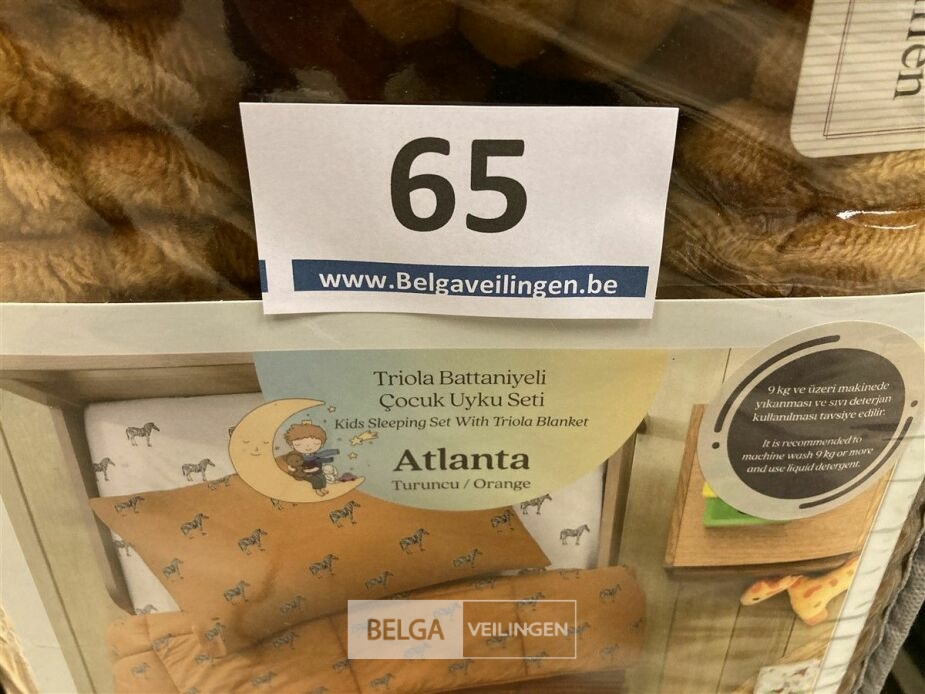 65
www.Belgaveilingen.be
Triola Battaniyeli
Çocuk Uyku Seti
Kids Sleeping Set With Triola Blanket
Atlanta
Turuncu / Orange
9 kg ve üzeri makinede
yıkanması ve sıvı deterjan
kullanılması tavsiye edilir.
It is recommended to
machine wash 9 kg or more
and use liquid detergent.
BELGA VEILINGEN